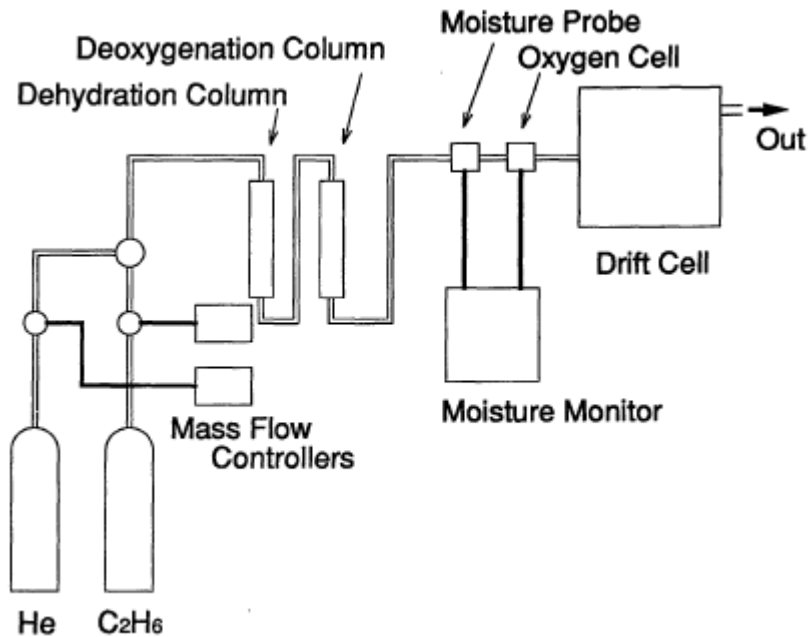 Moisture Probe
Deoxygenation Column
Oxygen Cell
Dehydration Column
Out
Drift Cell
Moisture Monitor
Mass Flow
Controllers
He
C₂H₆